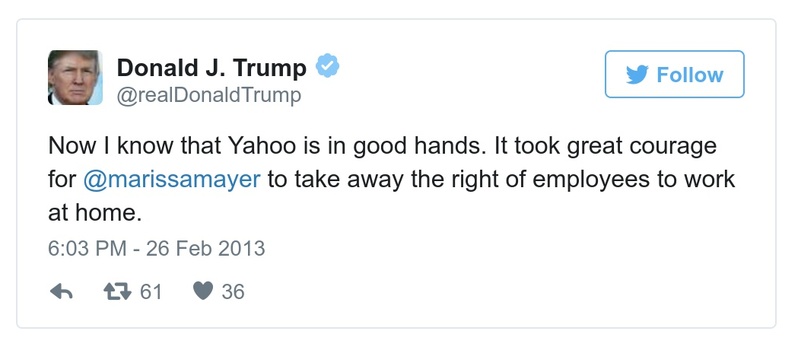 Donald J. Trump
@realDonaldTrump
Follow
Now I know that Yahoo is in good hands. It took great courage
for @marissamayer to take away the right of employees to work
at home.
6:03 PM - 26 Feb 2013
61 36